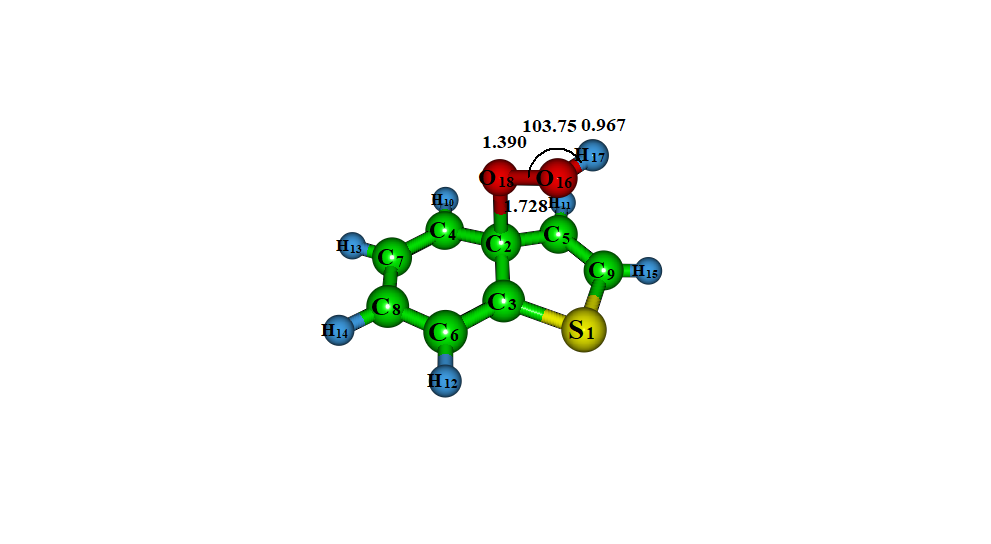 103.75 0.967
1.390
H17
O18 O16
H10 1.728 H11
C4 C2 C5
H13 C7 C9 H15
C8 C3
H14 C6 S1
H12